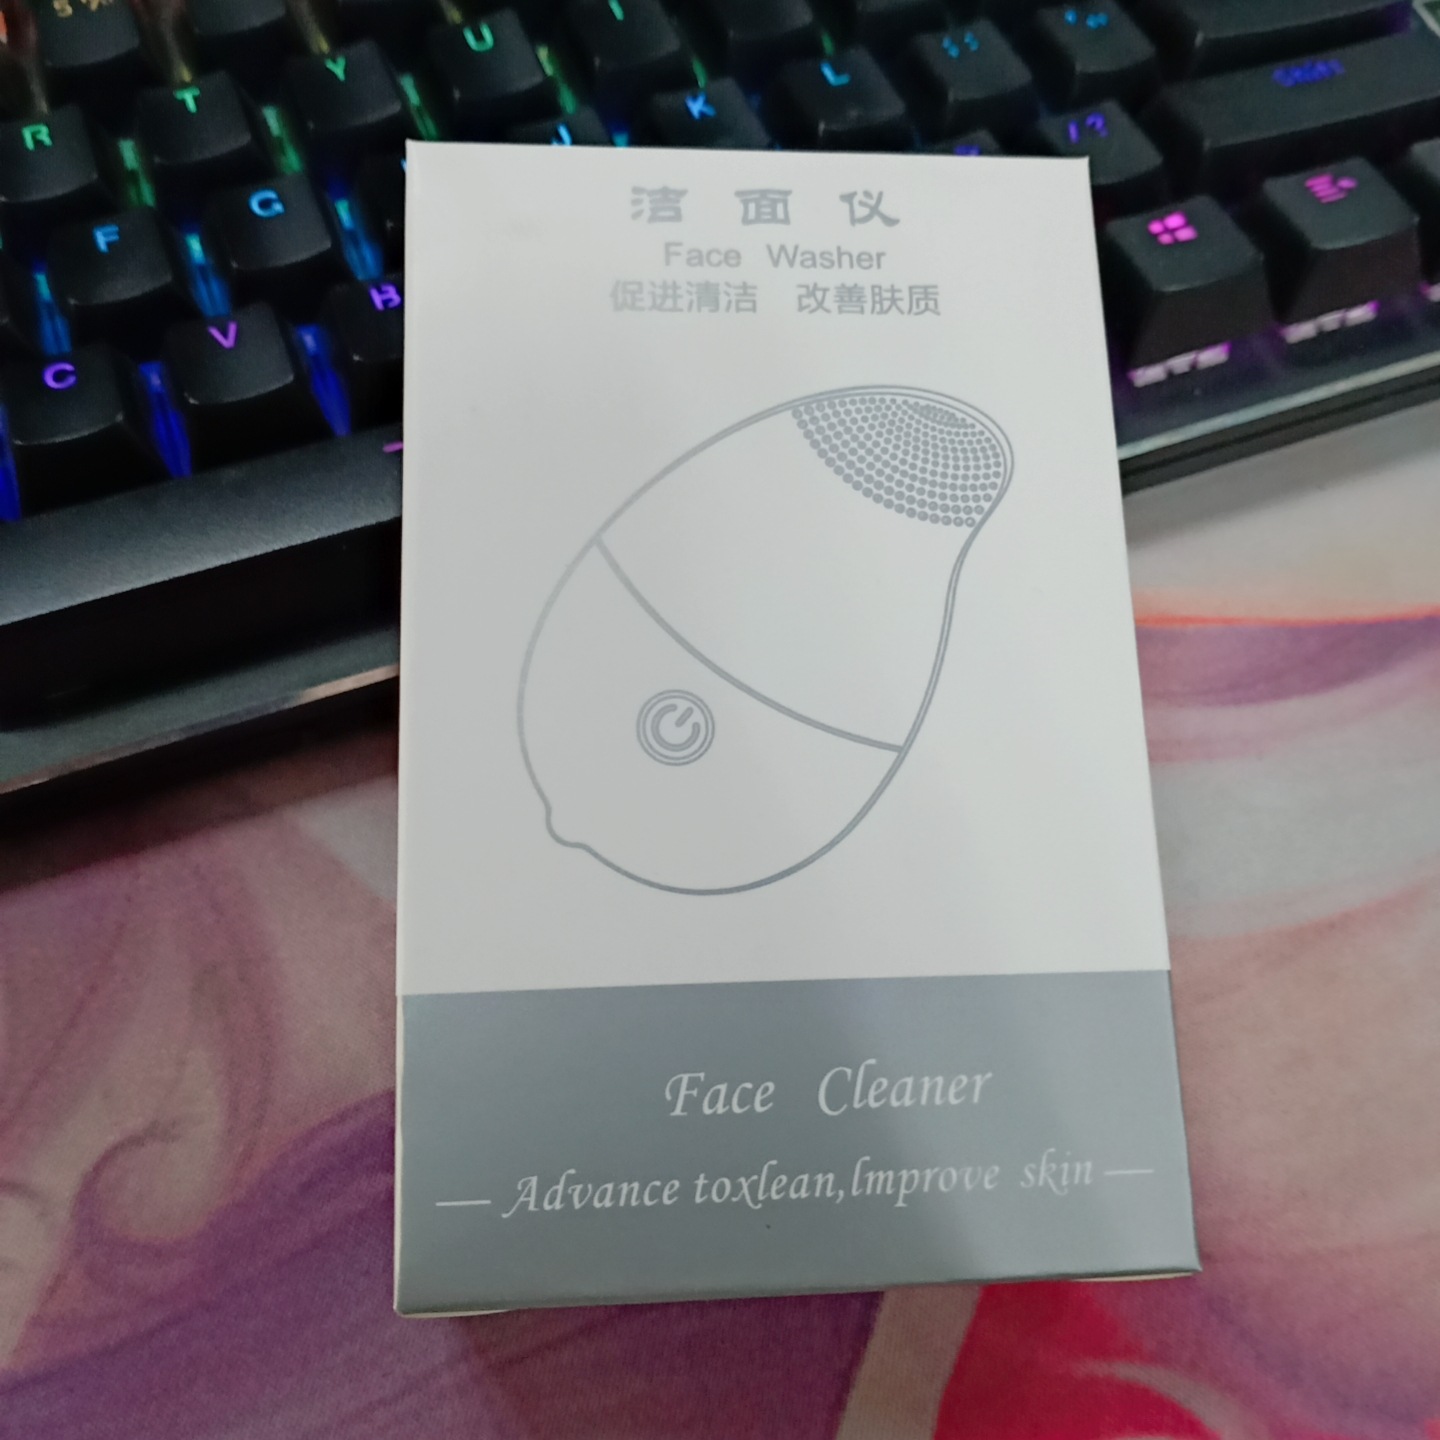 洁面仪
Face Washer
促进清洁 改善肤质
Face Cleaner
— Advance toxlean,lmprove skin —
U
Y
T
R
L
K
J
G
F
B
V
C
Shift